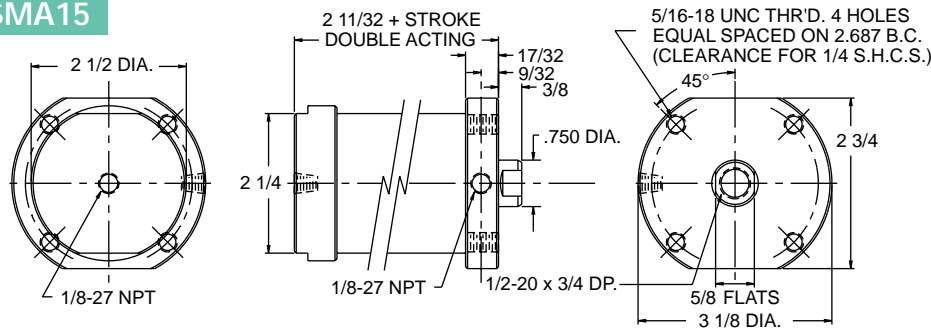 SMA15
2 11/32 + STROKE
DOUBLE ACTING
5/16-18 UNC THR'D. 4 HOLES
EQUAL SPACED ON 2.687 B.C.
(CLEARANCE FOR 1/4 S.H.C.S.)
2 1/2 DIA.
17/32
9/32
3/8
45°
.750 DIA.
2 3/4
2 1/4
1/8-27 NPT
1/8-27 NPT
1/2-20 x 3/4 DP.
5/8 FLATS
3 1/8 DIA.